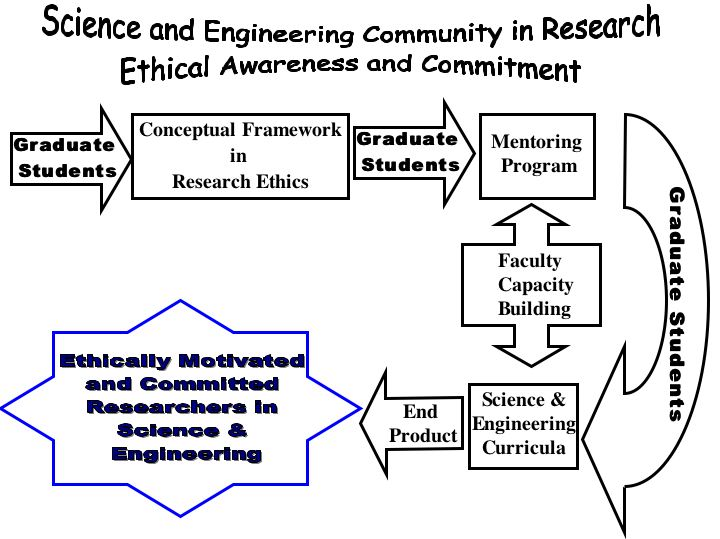 Science and Engineering Community in Research
Ethical Awareness and Commitment
Graduate
Students
Conceptual Framework
in
Research Ethics
Graduate
Students
Mentoring
Program
Graduate Students
Faculty
Capacity
Building
Science &
Engineering
Curricula
End
Product
Ethically Motivated
and Committed
Researchers in
Science &
Engineering